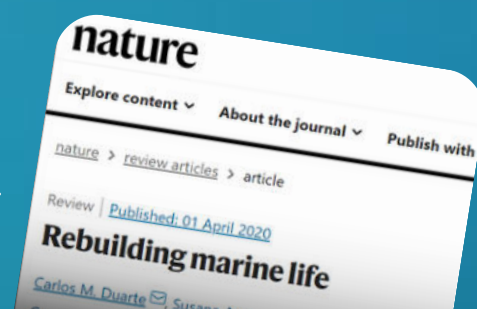 nature
Explore content About the journal Publish with
nature > review articles > article
Review | Published: 01 April 2020
Rebuilding marine life
Carlos M. Duarte